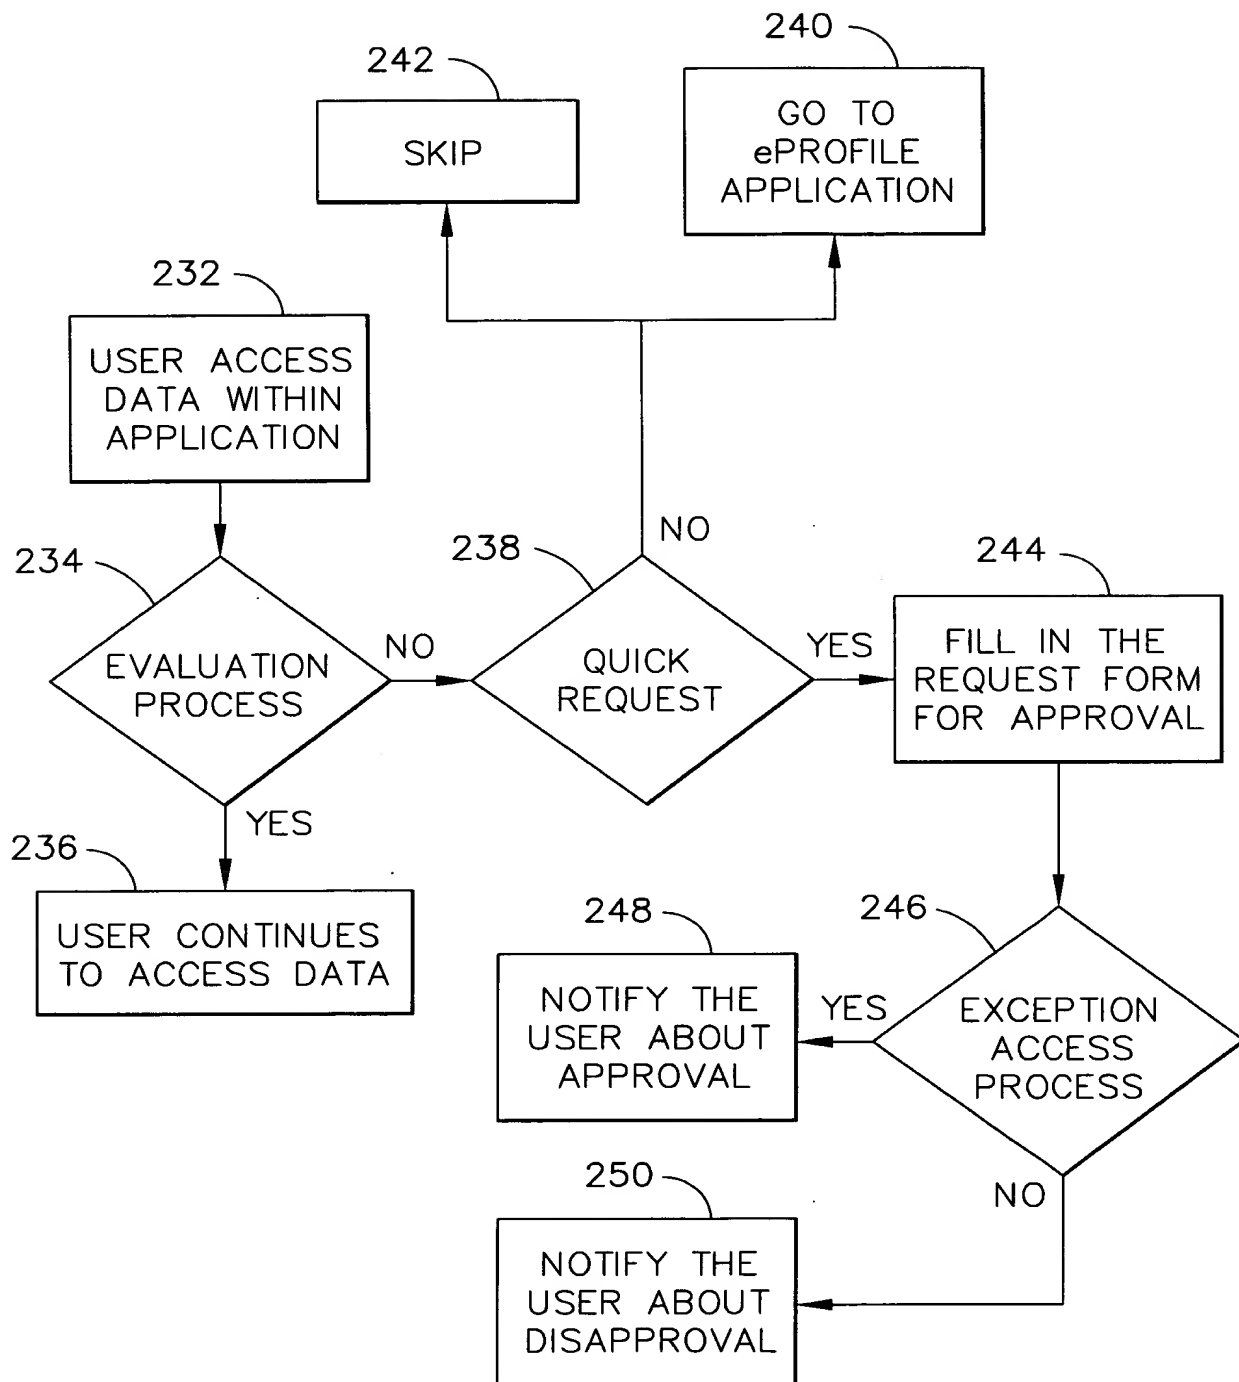 242
SKIP
240
GO TO
ePROFILE
APPLICATION
232
USER ACCESS
DATA WITHIN
APPLICATION
234
EVALUATION
PROCESS
NO
YES
236
USER CONTINUES
TO ACCESS DATA
238
QUICK
REQUEST
NO
YES
244
FILL IN THE
REQUEST FORM
FOR APPROVAL
246
EXCEPTION
ACCESS
PROCESS
YES
248
NOTIFY THE
USER ABOUT
APPROVAL
NO
250
NOTIFY THE
USER ABOUT
DISAPPROVAL